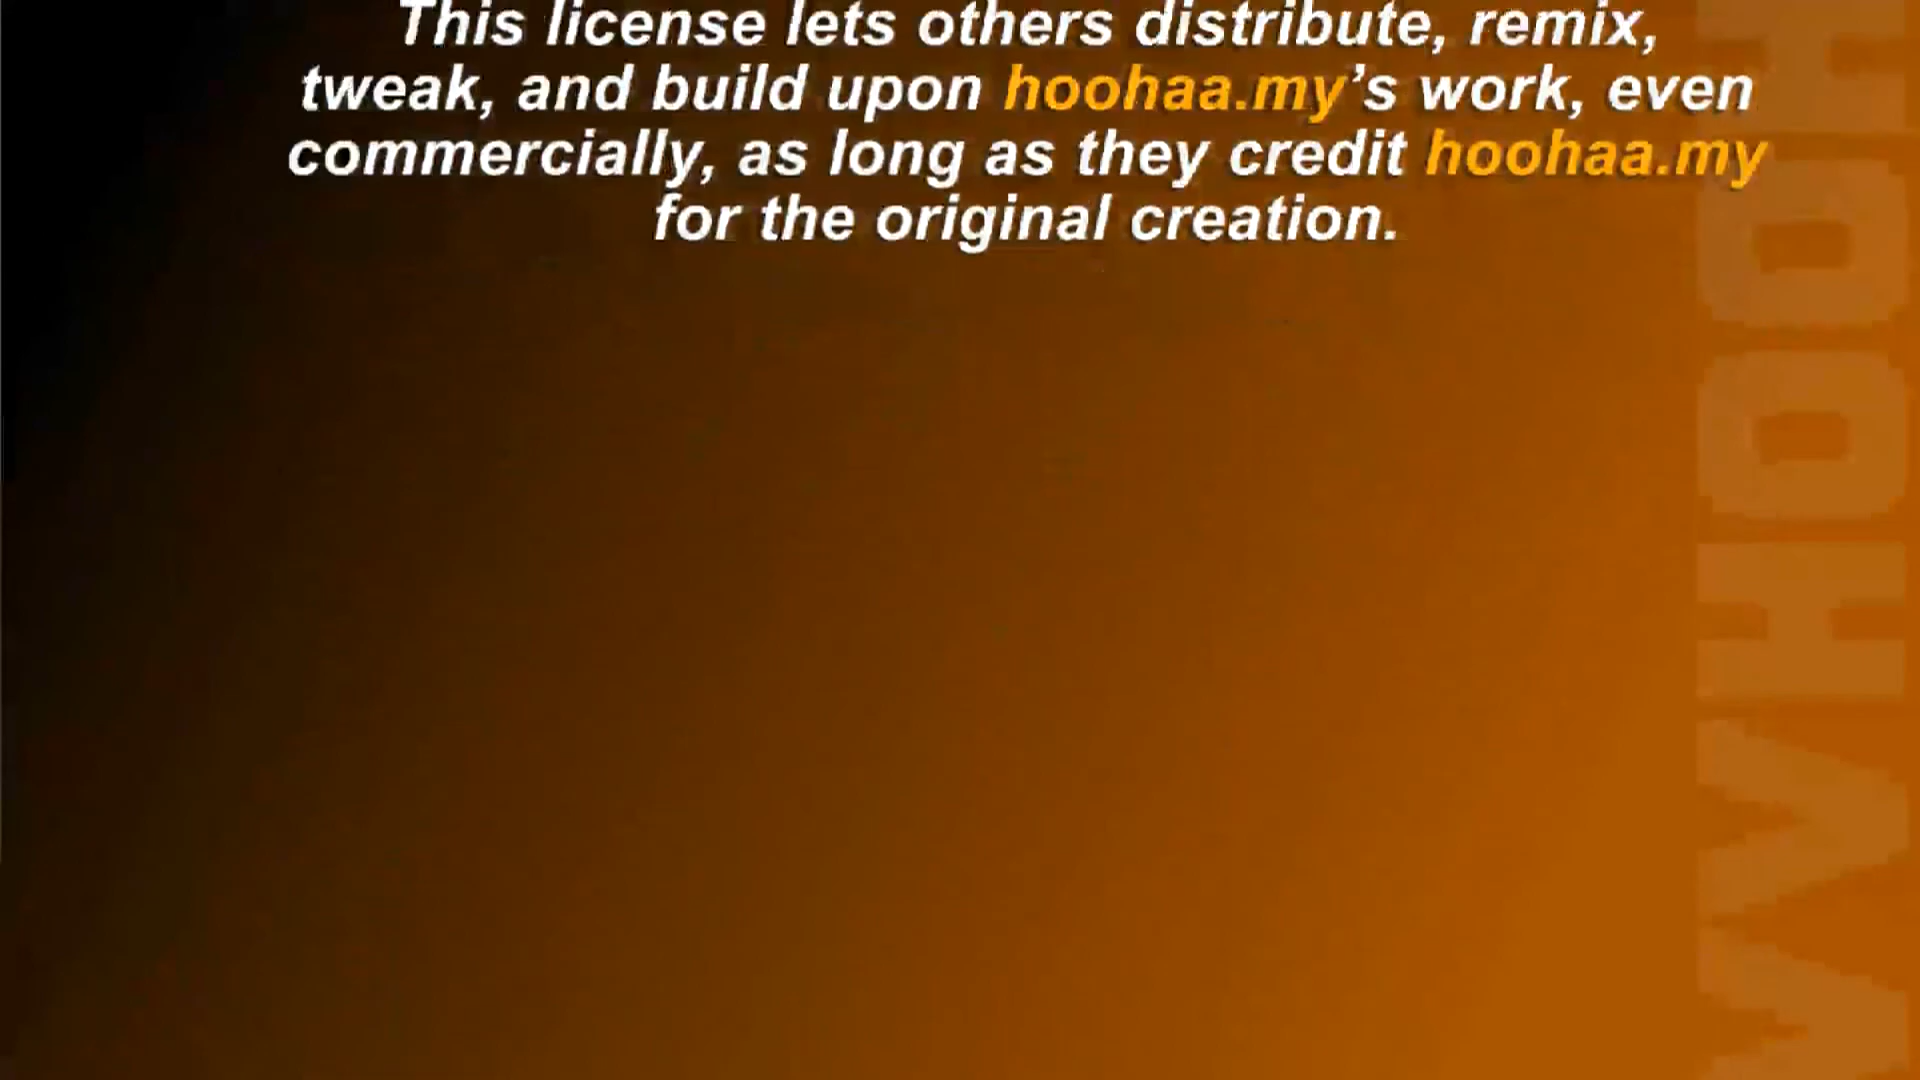 This license lets others distribute, remix,
tweak, and build upon hoohaa.my’s work, even
commercially, as long as they credit hoohaa.my
for the original creation.
HOOHAA